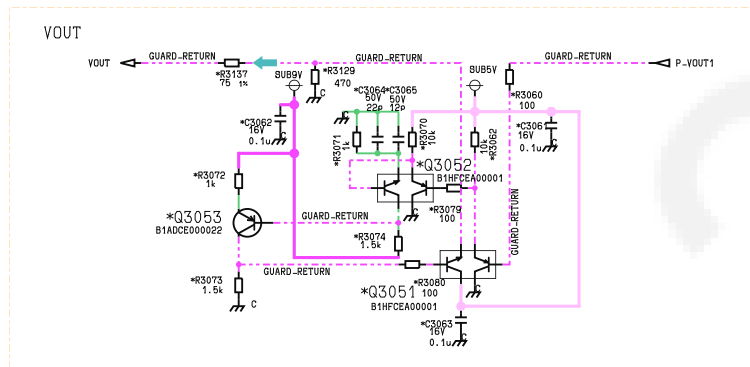 VOUT
VOUT
GUARD-RETURN
*R3137
75 1%
GUARD-RETURN
*R3129
470
C
SUB9V
*C3062
16V
0.1u
C
*C3064
50V
22p
*C3065
50V
12p
C
*R3071
1k
*R3070
10k
SUB5V
10k
*R3062
GUARD-RETURN
P-VOUT1
*R3060
100
*C3061
16V
0.1u
C
*Q3052
B1HFCEA00001
*R3072
1k
*Q3053
B1ADCE000022
GUARD-RETURN
C
*R3079
100
*R3074
1.5k
GUARD-RETURN
GUARD-RETURN
*R3073
1.5k
C
*R3080
100
*Q3051
B1HFCEA00001
C
*C3063
16V
0.1u
C